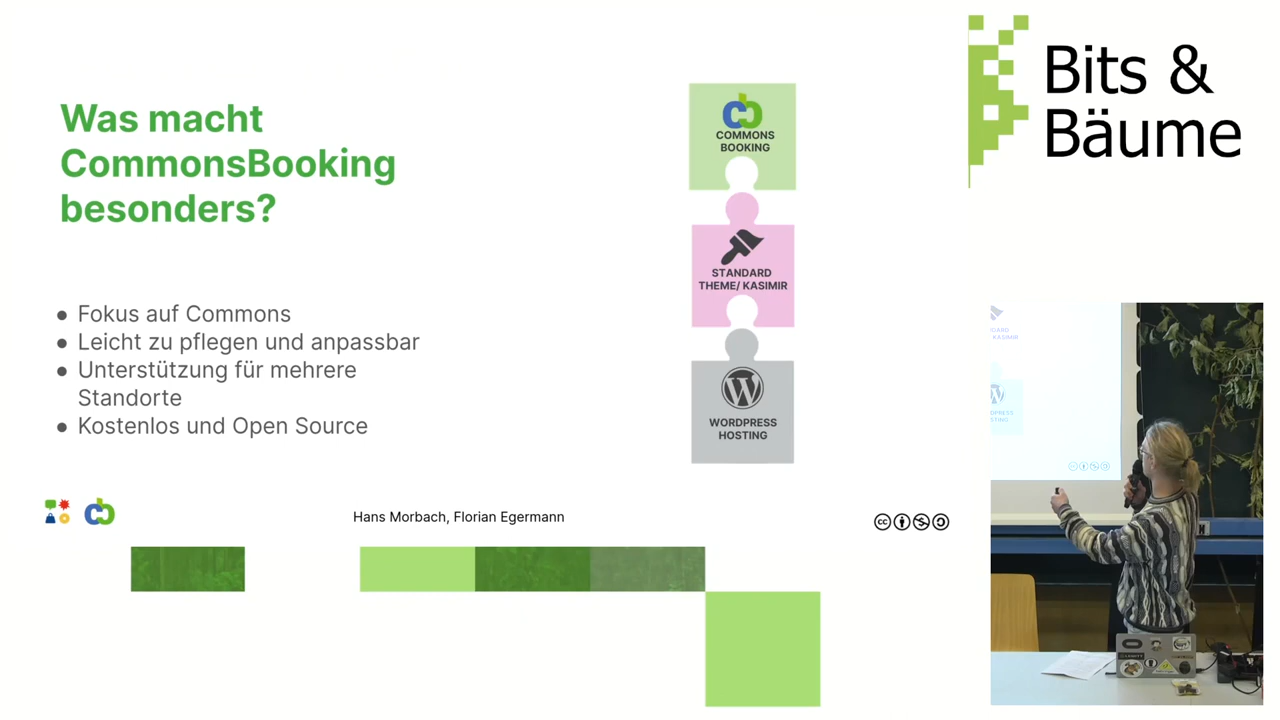 Bits &
Bäume
Was macht
CommonsBooking
besonders?
COMMONS
BOOKING
STANDARD
THEME/ KASIMIR
WORDPRESS
HOSTING
Fokus auf Commons
Leicht zu pflegen und anpassbar
Unterstützung für mehrere
Standorte
Kostenlos und Open Source
Hans Morbach, Florian Egermann
cc